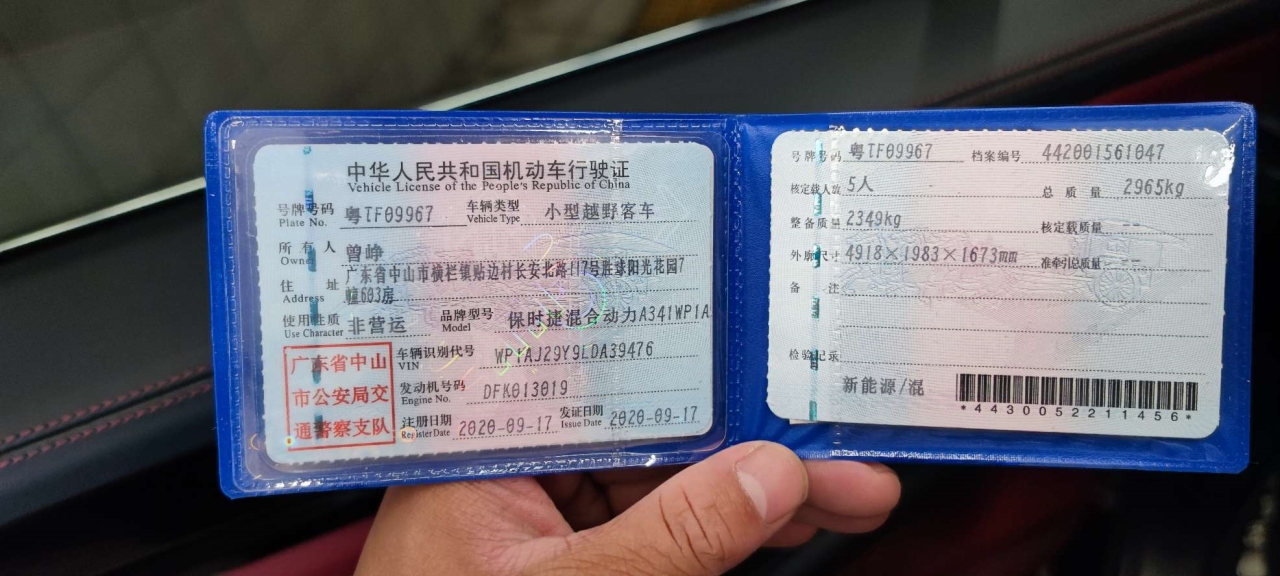 中华人民共和国机动车行驶证
Vehicle License of the People's Republic of China
号牌号码 粤TF09967 车辆类型 小型越野客车
Plate No. Vehicle Type
所有人 曾峥
Owner
住址 广东省中山市横栏镇贴边村长安北路117号胜球阳光花园7
Address 幢603房
使用性质 非营运 品牌型号 保时捷混合动力A341WP1A
Use Character Model
广东省中山
市公安局交
通警察支队
车辆识别代号 WP1AJ29Y9LDA39476
VIN
发动机号码 DFK013019
Engine No.
注册日期 2020-09-17 发证日期 2020-09-17
Register Date Issue Date
号牌号码 粤TF09967 档案编号 442001561047
核定载人数 5人 总质量 2965kg
整备质量 2349kg 核定载质量 --
外廓尺寸 4918×1983×1673mm 准牵引总质量 --
备注
检验记录
新能源/混
*4430052211456*